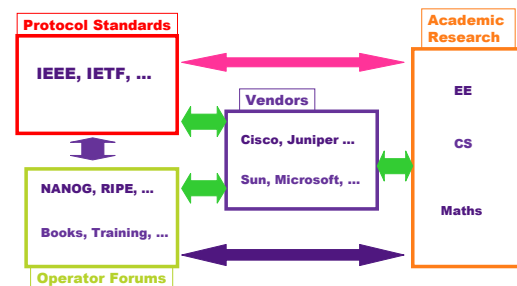 Protocol Standards
IEEE, IETF, ...
Academic
Research
EE
CS
Maths
Vendors
Cisco, Juniper ...
Sun, Microsoft, ...
NANOG, RIPE, ...
Books, Training, ...
Operator Forums